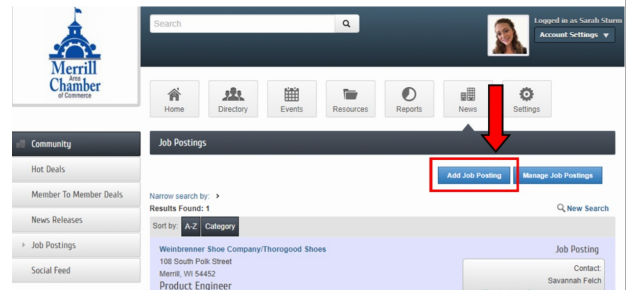 Merrill
Area
Chamber
of Commerce
Search
Logged in as Sarah Sturm
Account Settings
Home
Directory
Events
Resources
Reports
News
Settings
Community
Hot Deals
Member To Member Deals
News Releases
Job Postings
Social Feed
Job Postings
Add Job Posting
Manage Job Postings
Narrow search by:
Results Found: 1
New Search
Sort by: A-Z Category
Weinbrenner Shoe Company/Thorogood Shoes
Job Posting
108 South Polk Street
Merrill, WI 54452
Contact:
Product Engineer
Savannah Felch